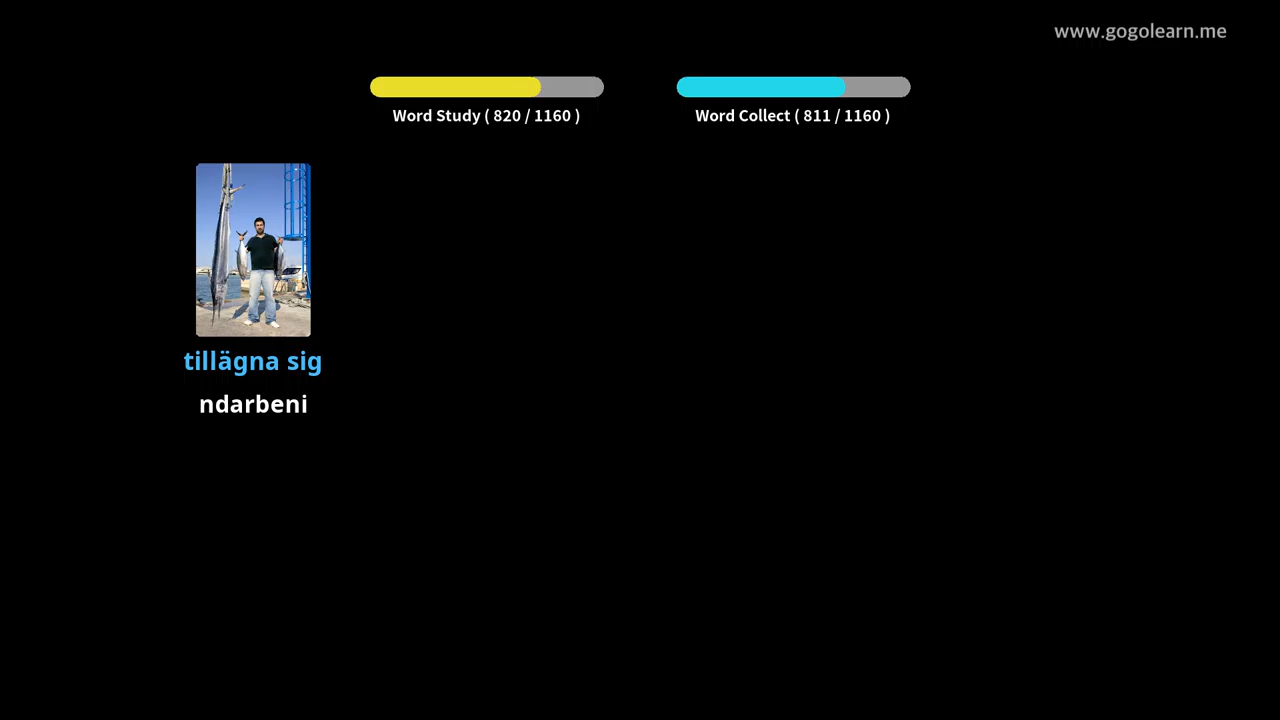 www.gogolearn.me
Word Study ( 820 / 1160 )
Word Collect ( 811 / 1160 )
tillägna sig
ndarbeni